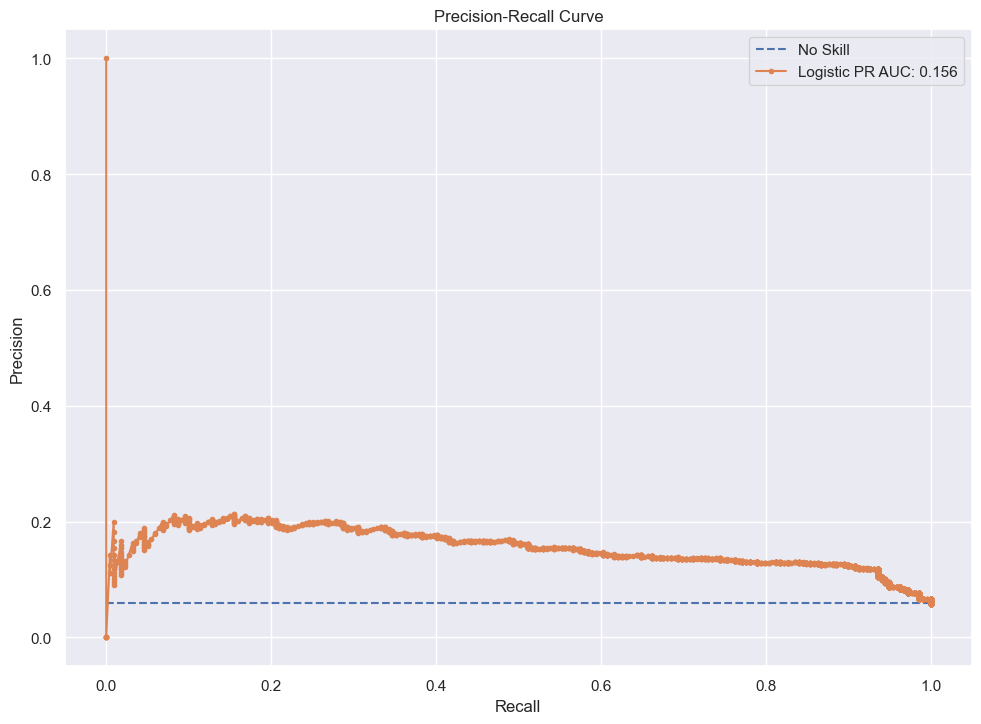 Precision-Recall Curve
No Skill
Logistic PR AUC: 0.156
Precision
1.0
0.8
0.6
0.4
0.2
0.0
0.0 0.2 0.4 0.6 0.8 1.0
Recall